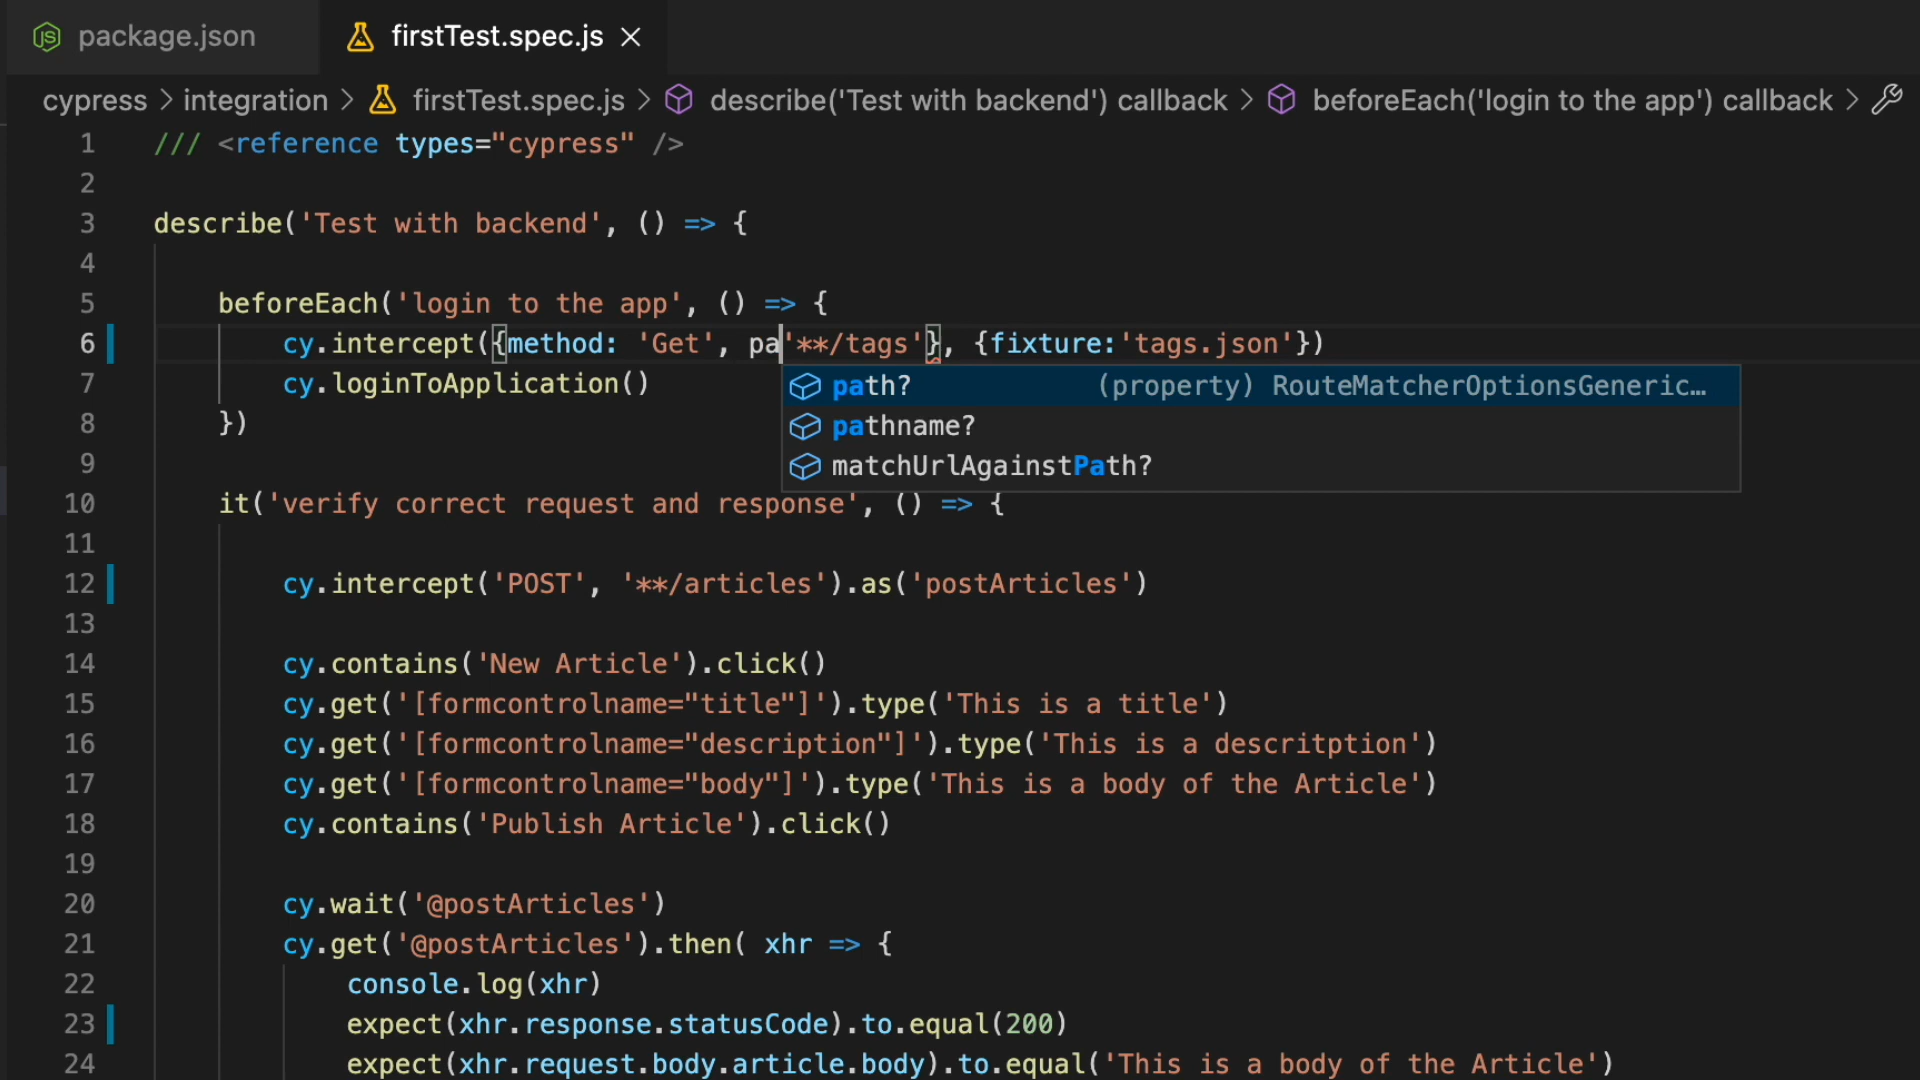 package.json firstTest.spec.js
cypress > integration > firstTest.spec.js > describe('Test with backend') callback > beforeEach('login to the app') callback >
1 /// <reference types="cypress" />
2
3 describe('Test with backend', () => {
4
5 beforeEach('login to the app', () => {
6 cy.intercept({method: 'Get', pa'**/tags'}, {fixture:'tags.json'})
7 cy.loginToApplication()
path? (property) RouteMatcherOptionsGeneric…
8 })
pathname?
9
matchUrlAgainstPath?
10 it('verify correct request and response', () => {
11
12 cy.intercept('POST', '**/articles').as('postArticles')
13
14 cy.contains('New Article').click()
15 cy.get('[formcontrolname="title"]').type('This is a title')
16 cy.get('[formcontrolname="description"]').type('This is a descritption')
17 cy.get('[formcontrolname="body"]').type('This is a body of the Article')
18 cy.contains('Publish Article').click()
19
20 cy.wait('@postArticles')
21 cy.get('@postArticles').then( xhr => {
22 console.log(xhr)
23 expect(xhr.response.statusCode).to.equal(200)
24 expect(xhr.request.body.article.body).to.equal('This is a body of the Article')